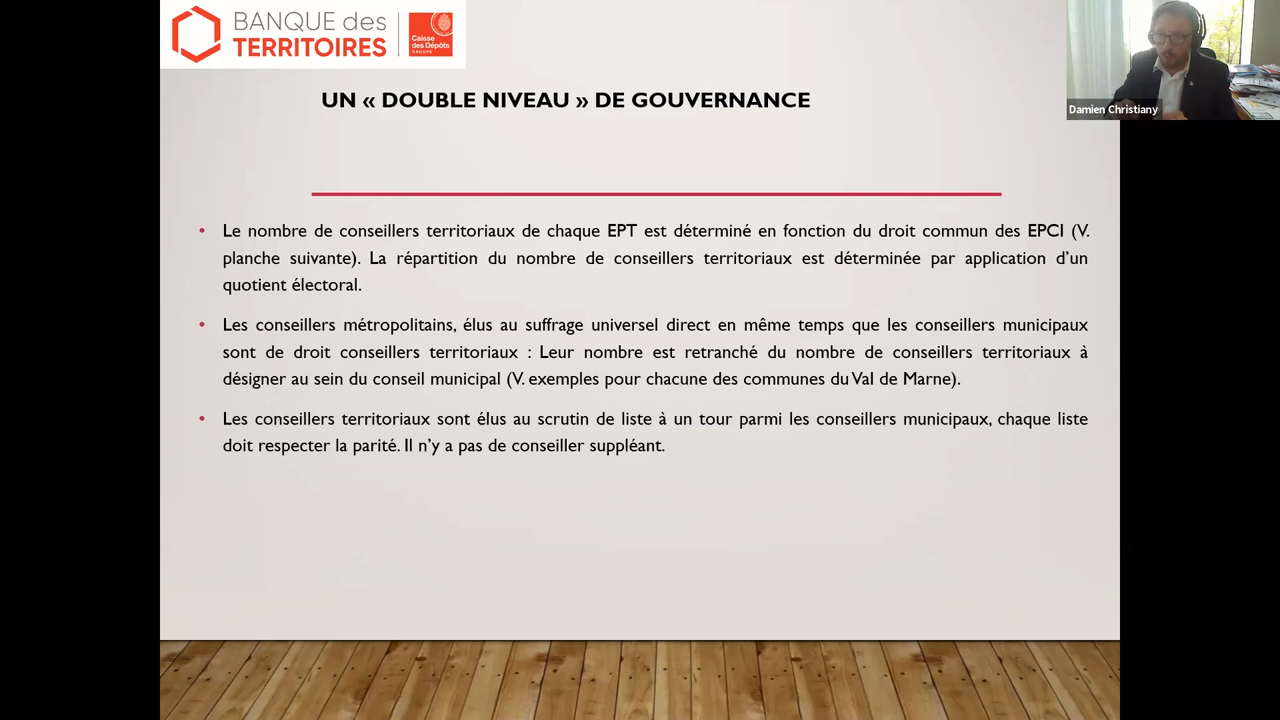 BANQUE des
TERRITOIRES
Caisse
des Dépôts
GROUPE
Damien Christiany
UN « DOUBLE NIVEAU » DE GOUVERNANCE
• Le nombre de conseillers territoriaux de chaque EPT est déterminé en fonction du droit commun des EPCI (V.
planche suivante). La répartition du nombre de conseillers territoriaux est déterminée par application d’un
quotient électoral.
• Les conseillers métropolitains, élus au suffrage universel direct en même temps que les conseillers municipaux
sont de droit conseillers territoriaux : Leur nombre est retranché du nombre de conseillers territoriaux à
désigner au sein du conseil municipal (V. exemples pour chacune des communes du Val de Marne).
• Les conseillers territoriaux sont élus au scrutin de liste à un tour parmi les conseillers municipaux, chaque liste
doit respecter la parité. Il n’y a pas de conseiller suppléant.